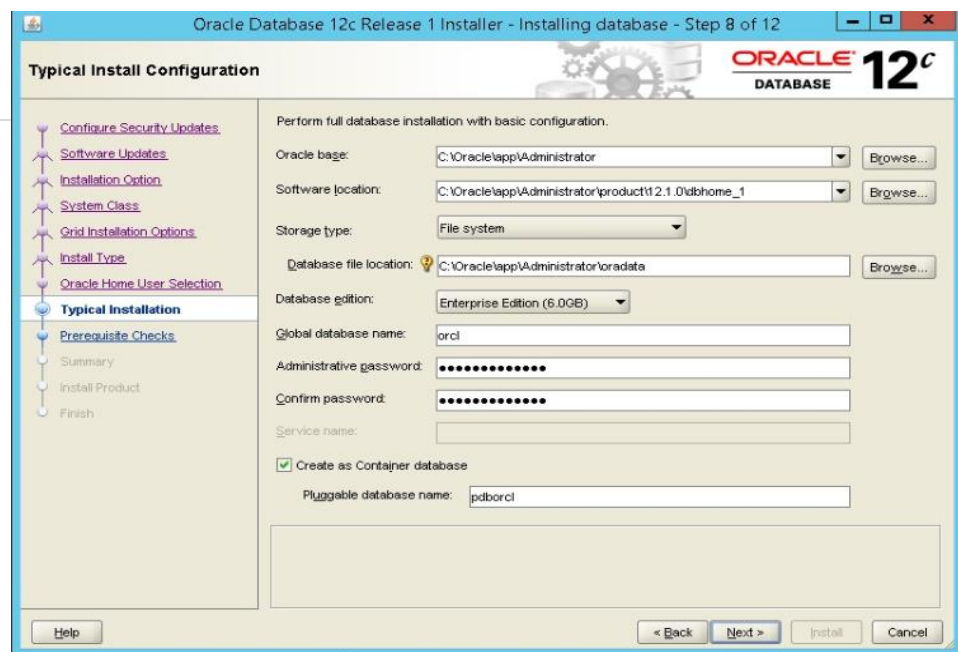 Oracle Database 12c Release 1 Installer - Installing database - Step 8 of 12
Typical Install Configuration
ORACLE DATABASE 12c
Configure Security Updates
Software Updates
Installation Option
System Class
Grid Installation Options
Install Type
Oracle Home User Selection
Typical Installation
Prerequisite Checks
Summary
Install Product
Finish
Perform full database installation with basic configuration.
Oracle base: C:\Oracle\app\Administrator Browse...
Software location: C:\Oracle\app\Administrator\product\12.1.0\dbhome_1 Browse...
Storage type: File system
Database file location: C:\Oracle\app\Administrator\oradata Browse...
Database edition: Enterprise Edition (6.0GB)
Global database name: orcl
Administrative password: •••••••••••••
Confirm password: •••••••••••••
Service name:
Create as Container database
Pluggable database name: pdborcl
Help < Back Next > Install Cancel